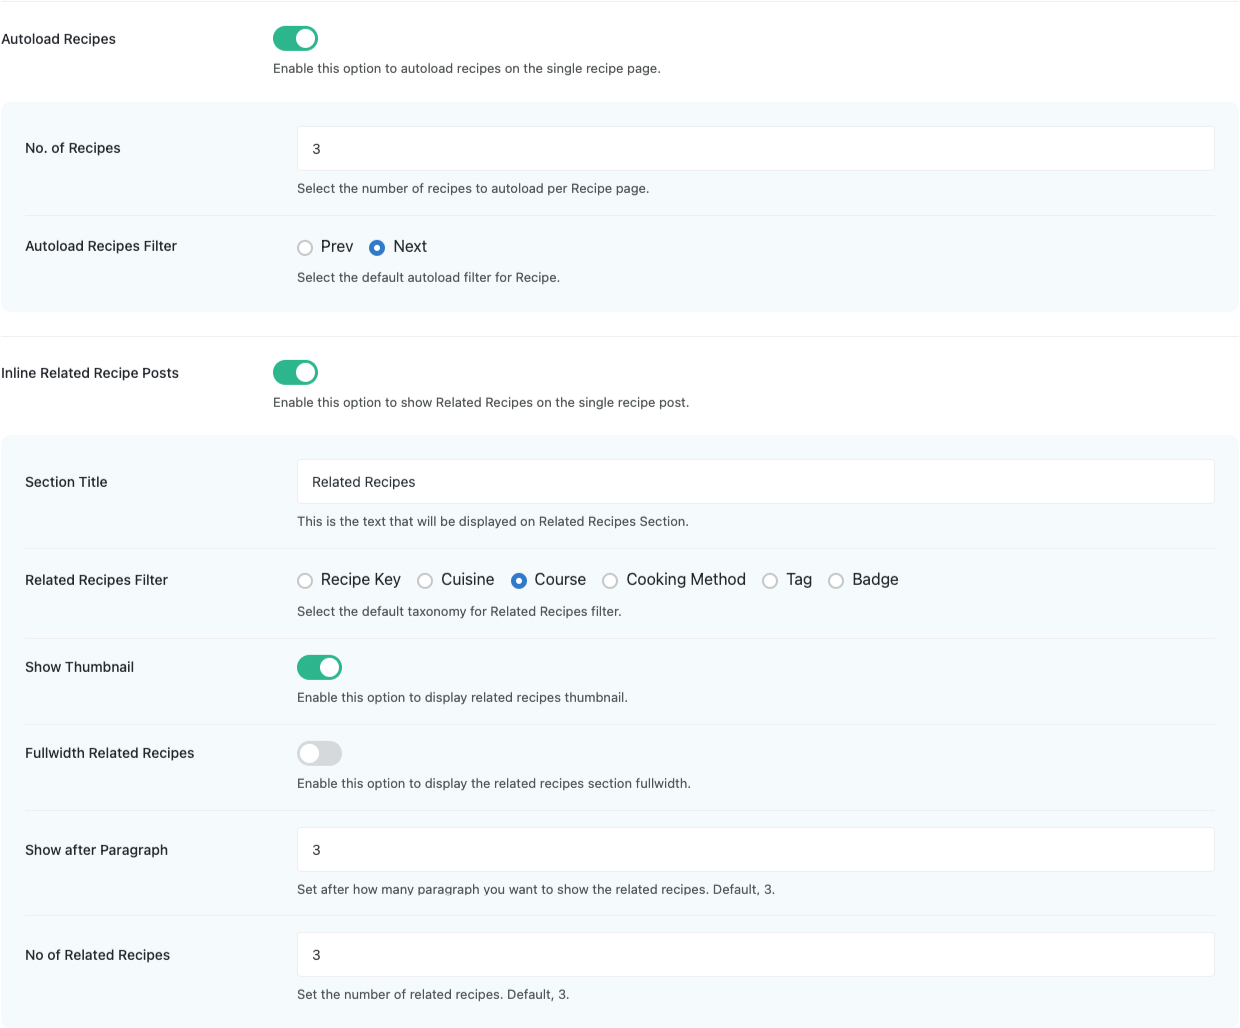 Autoload Recipes
Enable this option to autoload recipes on the single recipe page.
No. of Recipes
3
Select the number of recipes to autoload per Recipe page.
Autoload Recipes Filter
Prev Next
Select the default autoload filter for Recipe.
Inline Related Recipe Posts
Enable this option to show Related Recipes on the single recipe post.
Section Title
Related Recipes
This is the text that will be displayed on Related Recipes Section.
Related Recipes Filter
Recipe Key Cuisine Course Cooking Method Tag Badge
Select the default taxonomy for Related Recipes filter.
Show Thumbnail
Enable this option to display related recipes thumbnail.
Fullwidth Related Recipes
Enable this option to display the related recipes section fullwidth.
Show after Paragraph
3
Set after how many paragraph you want to show the related recipes. Default, 3.
No of Related Recipes
3
Set the number of related recipes. Default, 3.